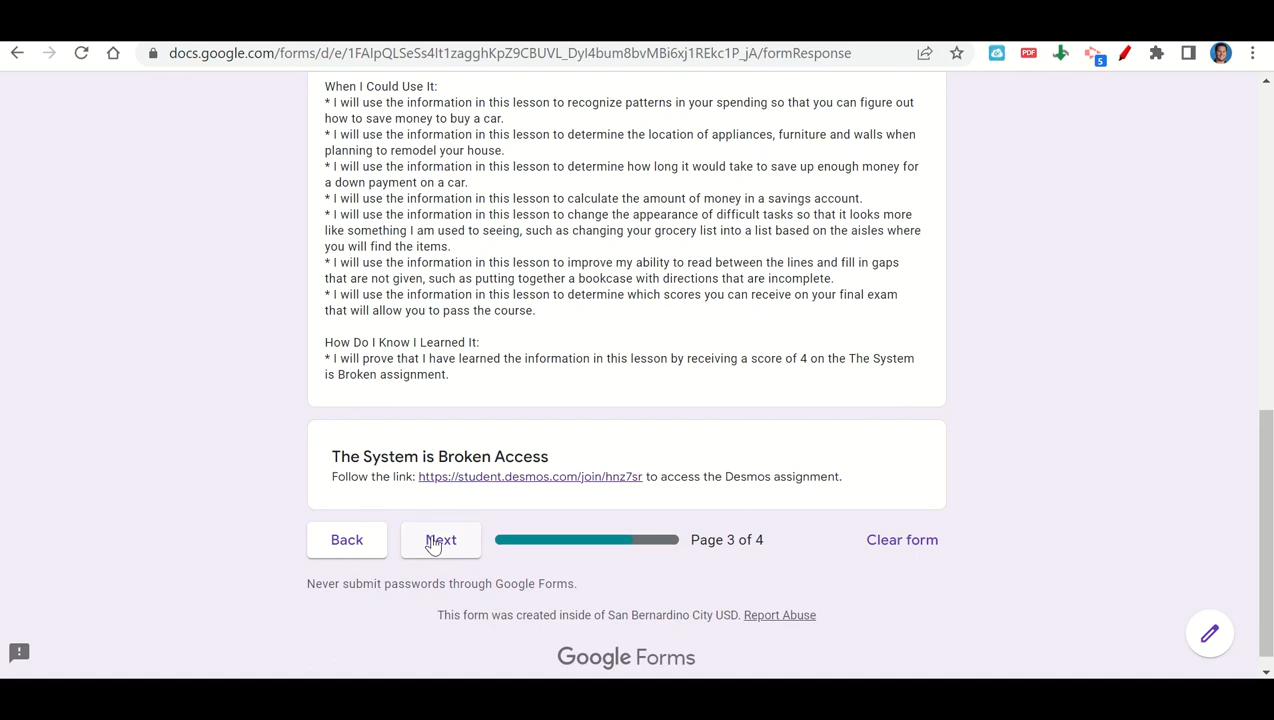 docs.google.com/forms/d/e/1FAIpQLSeSs4It1zagghKpZ9CBUVL_DyI4bum8bvMBi6xj1REkc1P_jA/formResponse
PDF
5
When I Could Use It:
* I will use the information in this lesson to recognize patterns in your spending so that you can figure out
how to save money to buy a car.
* I will use the information in this lesson to determine the location of appliances, furniture and walls when
planning to remodel your house.
* I will use the information in this lesson to determine how long it would take to save up enough money for
a down payment on a car.
* I will use the information in this lesson to calculate the amount of money in a savings account.
* I will use the information in this lesson to change the appearance of difficult tasks so that it looks more
like something I am used to seeing, such as changing your grocery list into a list based on the aisles where
you will find the items.
* I will use the information in this lesson to improve my ability to read between the lines and fill in gaps
that are not given, such as putting together a bookcase with directions that are incomplete.
* I will use the information in this lesson to determine which scores you can receive on your final exam
that will allow you to pass the course.
How Do I Know I Learned It:
* I will prove that I have learned the information in this lesson by receiving a score of 4 on the The System
is Broken assignment.
The System is Broken Access
Follow the link: https://student.desmos.com/join/hnz7sr to access the Desmos assignment.
Back
Next
Page 3 of 4
Clear form
Never submit passwords through Google Forms.
This form was created inside of San Bernardino City USD. Report Abuse
Google Forms